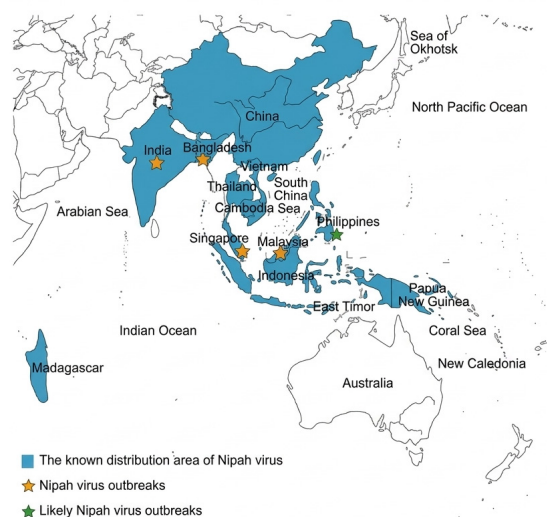 Sea of
Okhotsk
North Pacific Ocean
China
India
Bangladesh
Vietnam
Thailand
South
China
Sea
Cambodia
Arabian Sea
Philippines
Singapore
Malaysia
Indonesia
Papua
New Guinea
East Timor
Indian Ocean
Coral Sea
Madagascar
New Caledonia
Australia
The known distribution area of Nipah virus
Nipah virus outbreaks
Likely Nipah virus outbreaks